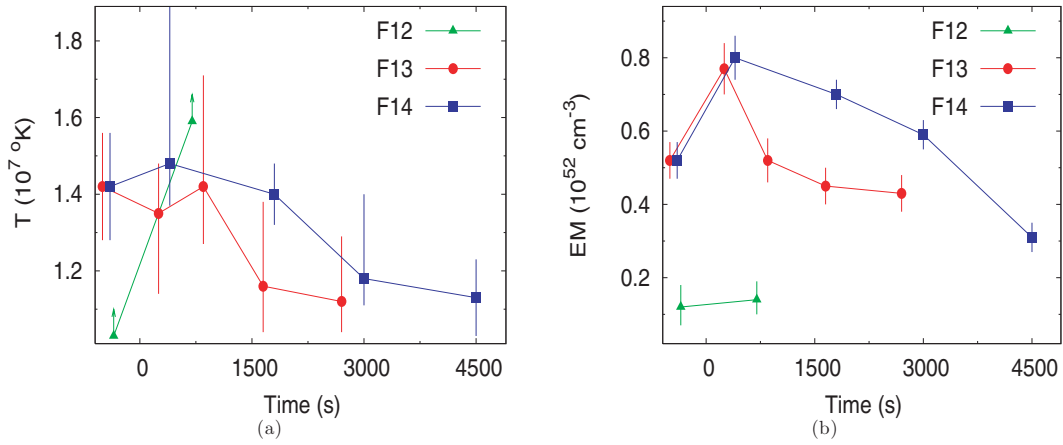 F12
F13
F14
1.8
1.6
1.4
1.2
T (10⁷ ºK)
0 1500 3000 4500
Time (s)
(a)
F12
F13
F14
0.8
0.6
0.4
0.2
EM (10⁵² cm⁻³)
0 1500 3000 4500
Time (s)
(b)